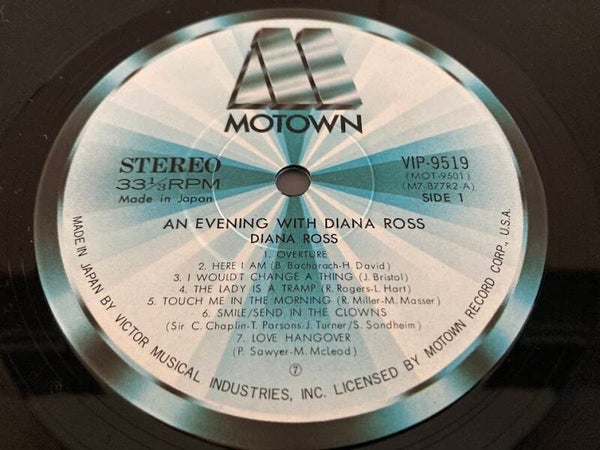 MOTOWN
STEREO
33⅓RPM
Made in Japan
VIP-9519
(MOT-9501)
(M7-877R2-A)
SIDE 1
AN EVENING WITH DIANA ROSS
DIANA ROSS
1. OVERTURE
2. HERE I AM (B. Bacharach-H. David)
3. I WOULDT CHANGE A THING (J. Bristol)
4. THE LADY IS A TRAMP (R. Rogers-L. Hart)
5. TOUCH ME IN THE MORNING (R. Miller-M. Masser)
6. SMILE/SEND IN THE CLOWNS
(Sir C. Chaplin-T. Parsons-J. Turner/S. Sondheim)
7. LOVE HANGOVER
(P. Sawyer-M. McLeod)
⑦
MADE IN JAPAN BY VICTOR MUSICAL INDUSTRIES, INC. LICENSED BY MOTOWN RECORD CORP., U.S.A.